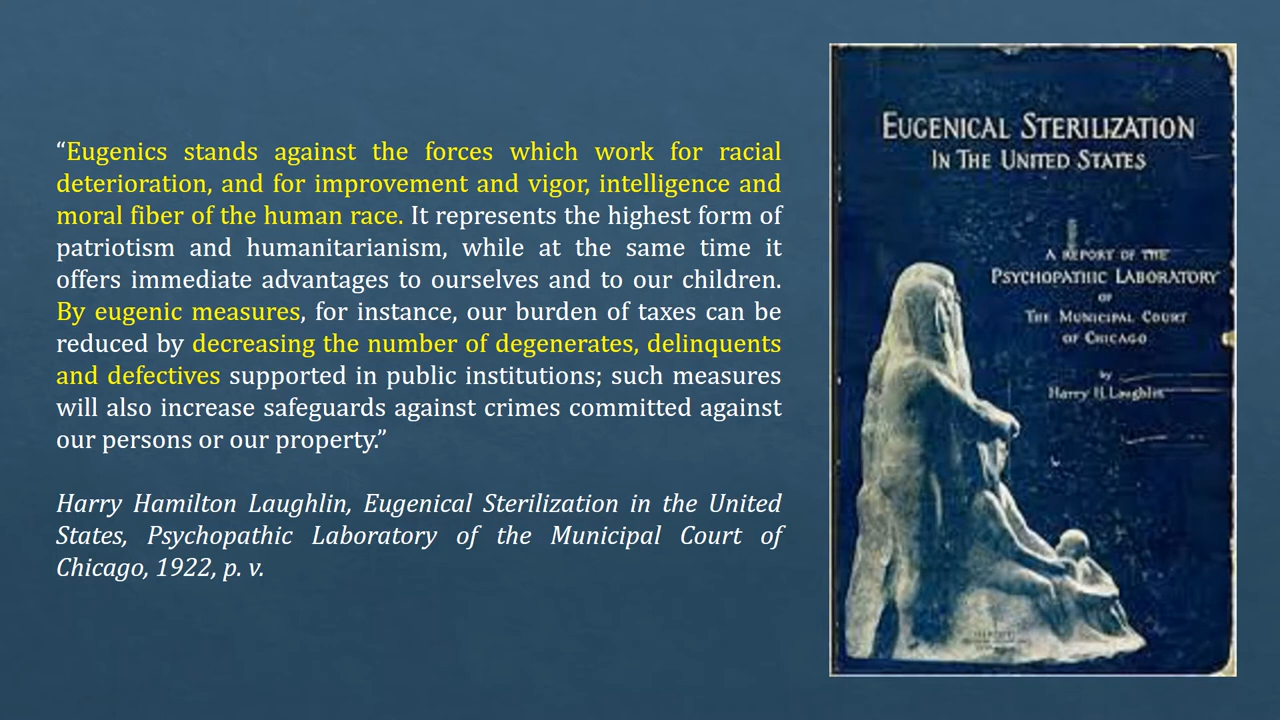 “Eugenics stands against the forces which work for racial
deterioration, and for improvement and vigor, intelligence and
moral fiber of the human race. It represents the highest form of
patriotism and humanitarianism, while at the same time it
offers immediate advantages to ourselves and to our children.
By eugenic measures, for instance, our burden of taxes can be
reduced by decreasing the number of degenerates, delinquents
and defectives supported in public institutions; such measures
will also increase safeguards against crimes committed against
our persons or our property.”
Harry Hamilton Laughlin, Eugenical Sterilization in the United
States, Psychopathic Laboratory of the Municipal Court of
Chicago, 1922, p. v.
EUGENICAL STERILIZATION
IN THE UNITED STATES
A REPORT OF THE
PSYCHOPATHIC LABORATORY
OF
THE MUNICIPAL COURT
OF CHICAGO
by
Harry H. Laughlin